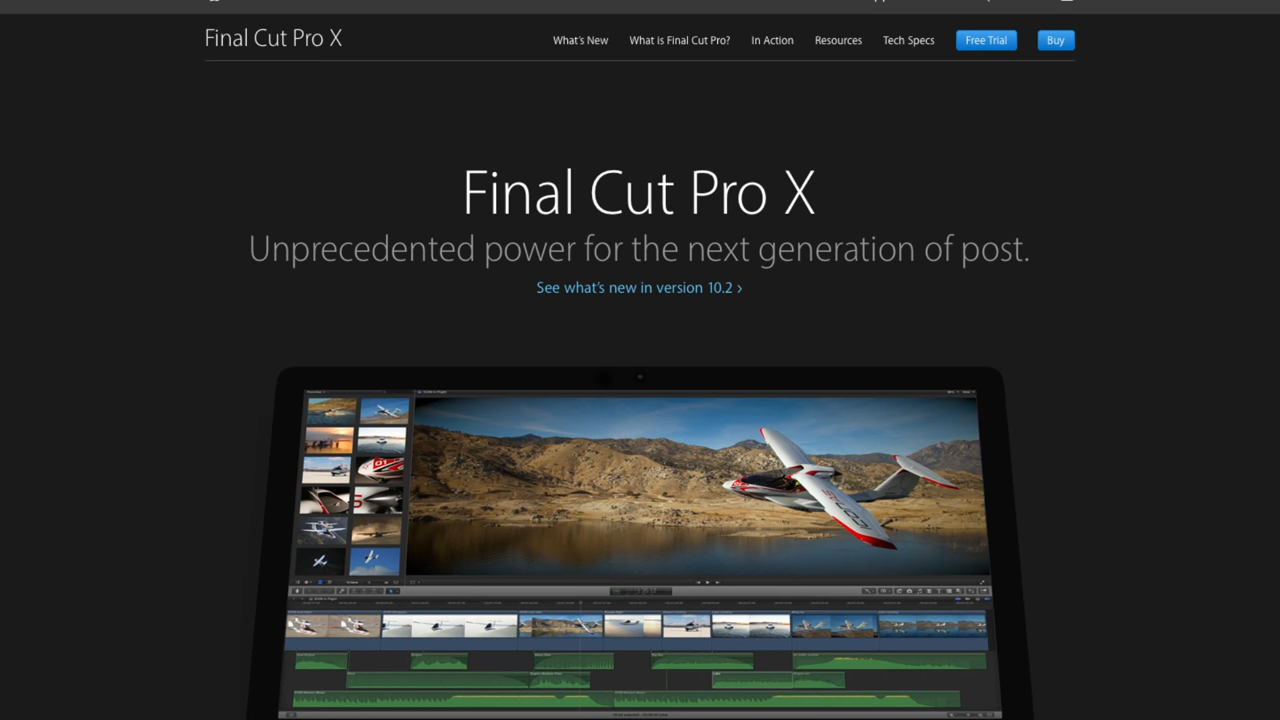 Final Cut Pro X
What's New
What is Final Cut Pro?
In Action
Resources
Tech Specs
Free Trial
Buy
Final Cut Pro X
Unprecedented power for the next generation of post.
See what's new in version 10.2 ›